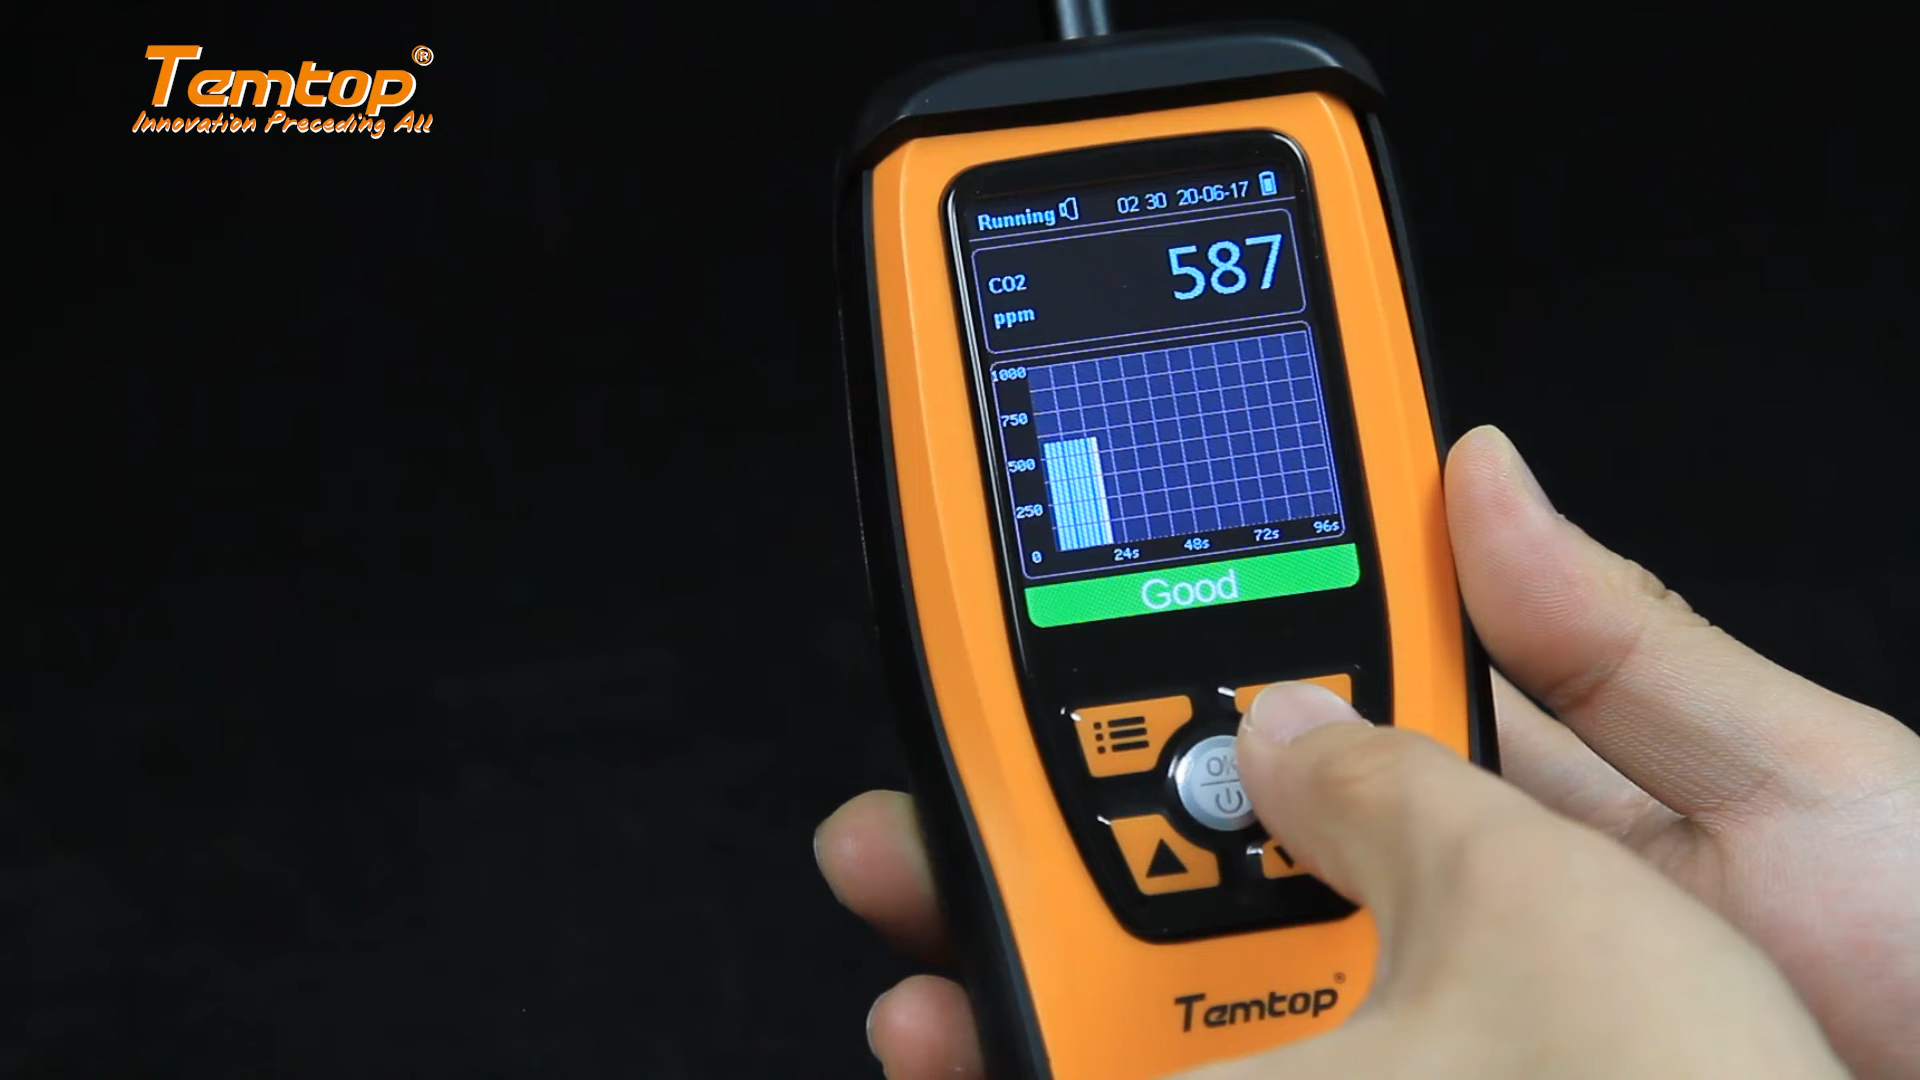 Temtop®
Innovation Preceding All
Running 02 30 20-06-17
CO2 587
ppm
1000
750
500
250
0 24s 48s 72s 96s
Good
OK
Temtop®